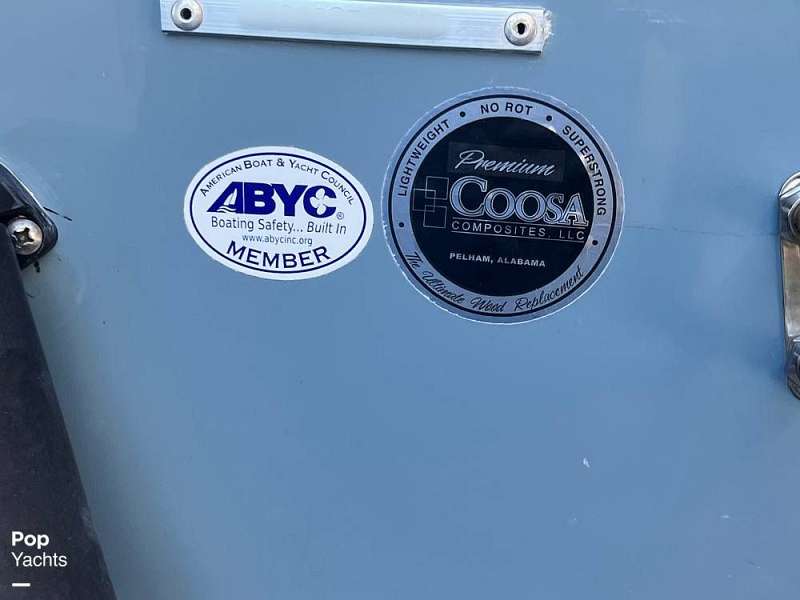 AMERICAN BOAT & YACHT COUNCIL
ABYC®
Boating Safety... Built In
www.abycinc.org
MEMBER
LIGHTWEIGHT • NO ROT • SUPERSTRONG
Premium
COOSA
COMPOSITES, LLC
PELHAM, ALABAMA
The Ultimate Wood Replacement
Pop
Yachts